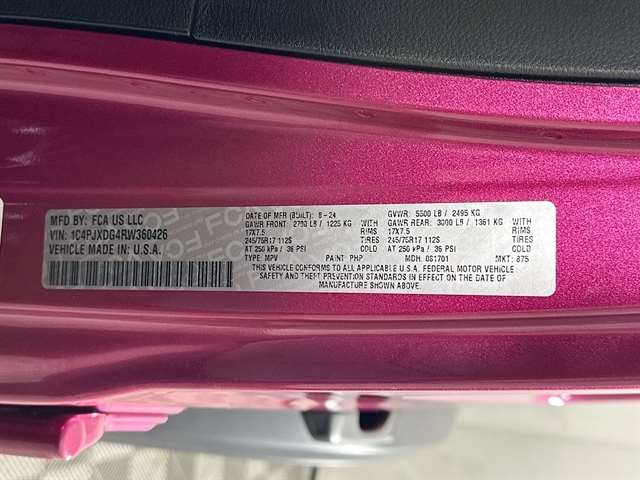 MFD BY: FCA US LLC
VIN: 1C4PJXDG4RW360426
VEHICLE MADE IN U.S.A.
DATE OF MFR (BUILT): 8-24
GAWR FRONT: 2700 LB / 1225 KG WITH
17X7.5 RIMS
245/75R17 112S TIRES
AT 250 kPa / 36 PSI COLD
TYPE: MPV PAINT: PHP
GVWR: 5500 LB / 2495 KG
GAWR REAR: 3000 LB / 1361 KG WITH
17X7.5 RIMS
245/75R17 112S TIRES
AT 250 kPa / 36 PSI COLD
MDH: 081701 MKT: 875
THIS VEHICLE CONFORMS TO ALL APPLICABLE U.S.A. FEDERAL MOTOR VEHICLE
SAFETY AND THEFT PREVENTION STANDARDS IN EFFECT ON THE DATE OF
MANUFACTURE SHOWN ABOVE.